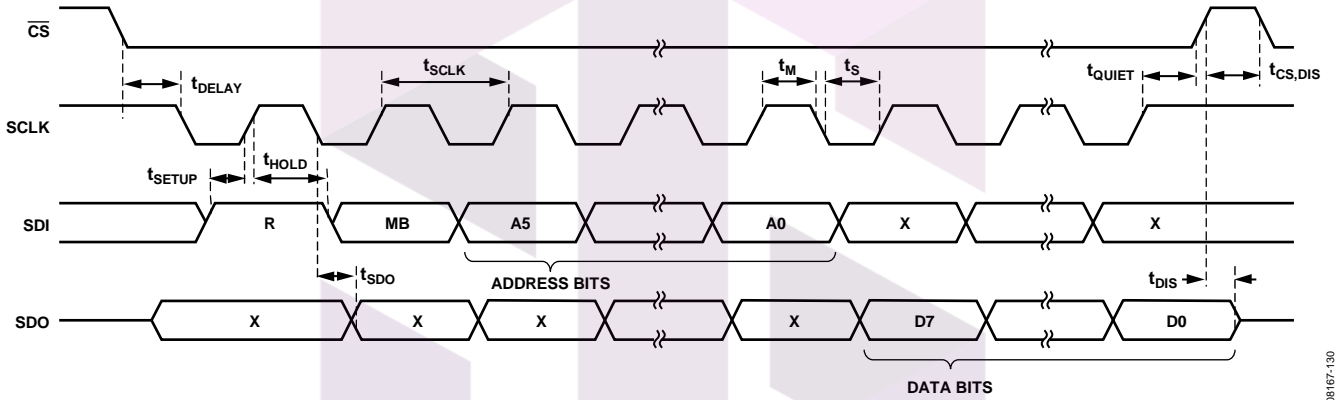 CS
tSCLK
tM
tS
tQUIET
tCS,DIS
tDELAY
SCLK
tSETUP
tHOLD
SDI
R
MB
A5
A0
X
X
tSDO
ADDRESS BITS
tDIS
SDO
X
X
X
X
D7
D0
DATA BITS
08167-130